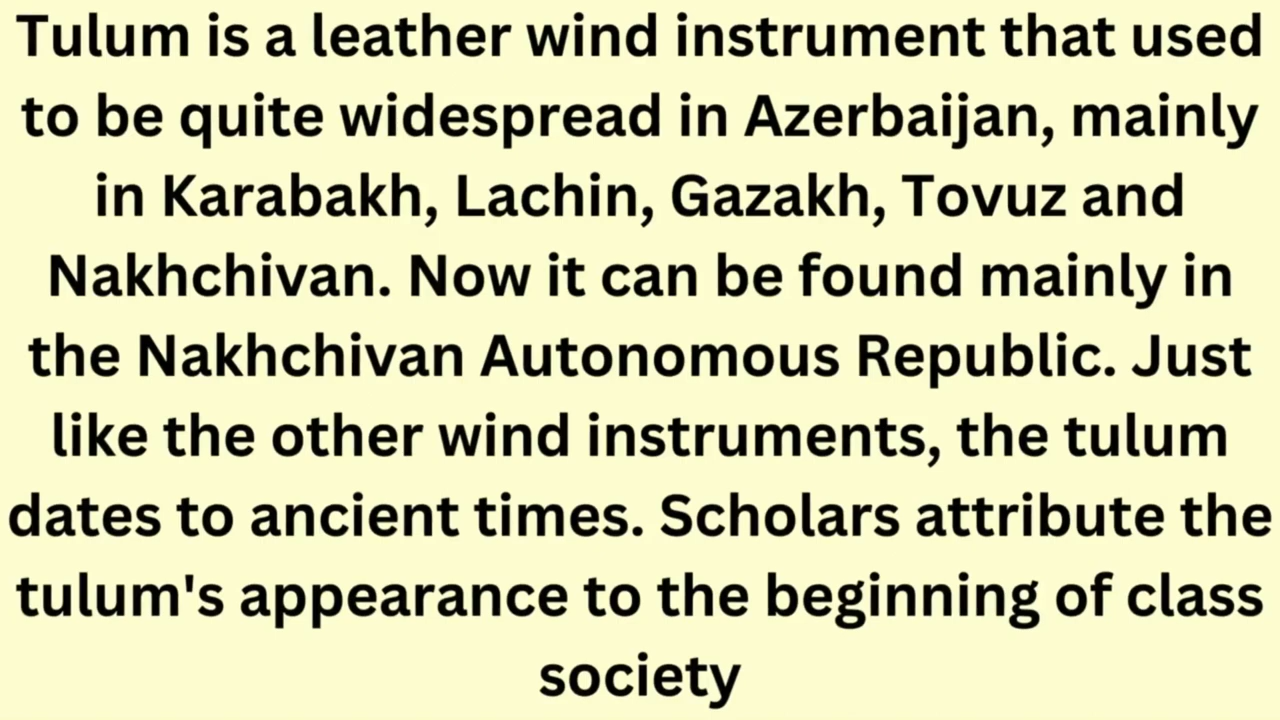 Tulum is a leather wind instrument that used
to be quite widespread in Azerbaijan, mainly
in Karabakh, Lachin, Gazakh, Tovuz and
Nakhchivan. Now it can be found mainly in
the Nakhchivan Autonomous Republic. Just
like the other wind instruments, the tulum
dates to ancient times. Scholars attribute the
tulum's appearance to the beginning of class
society